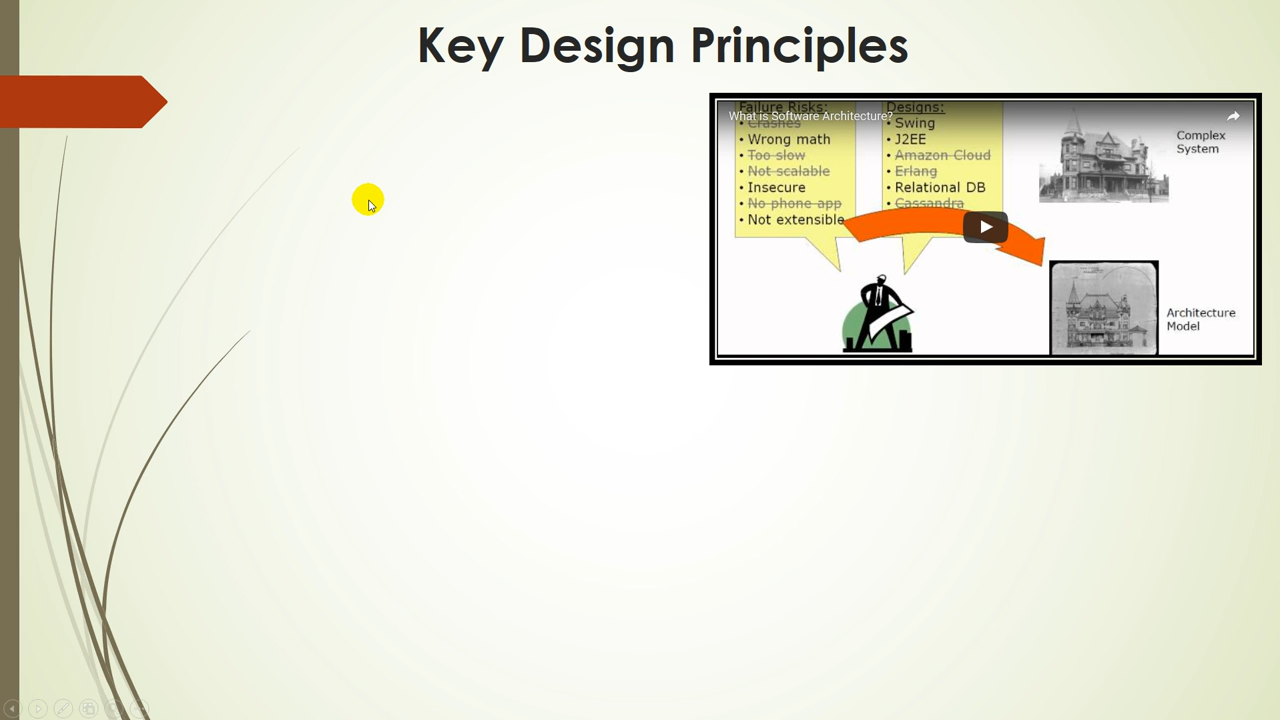 Key Design Principles
What is Software Architecture?
Failure Risks:
• Crashes
• Wrong math
• Too slow
• Not scalable
• Insecure
• No phone app
• Not extensible
Designs:
• Swing
• J2EE
• Amazon Cloud
• Erlang
• Relational DB
• Cassandra
Complex
System
Architecture
Model